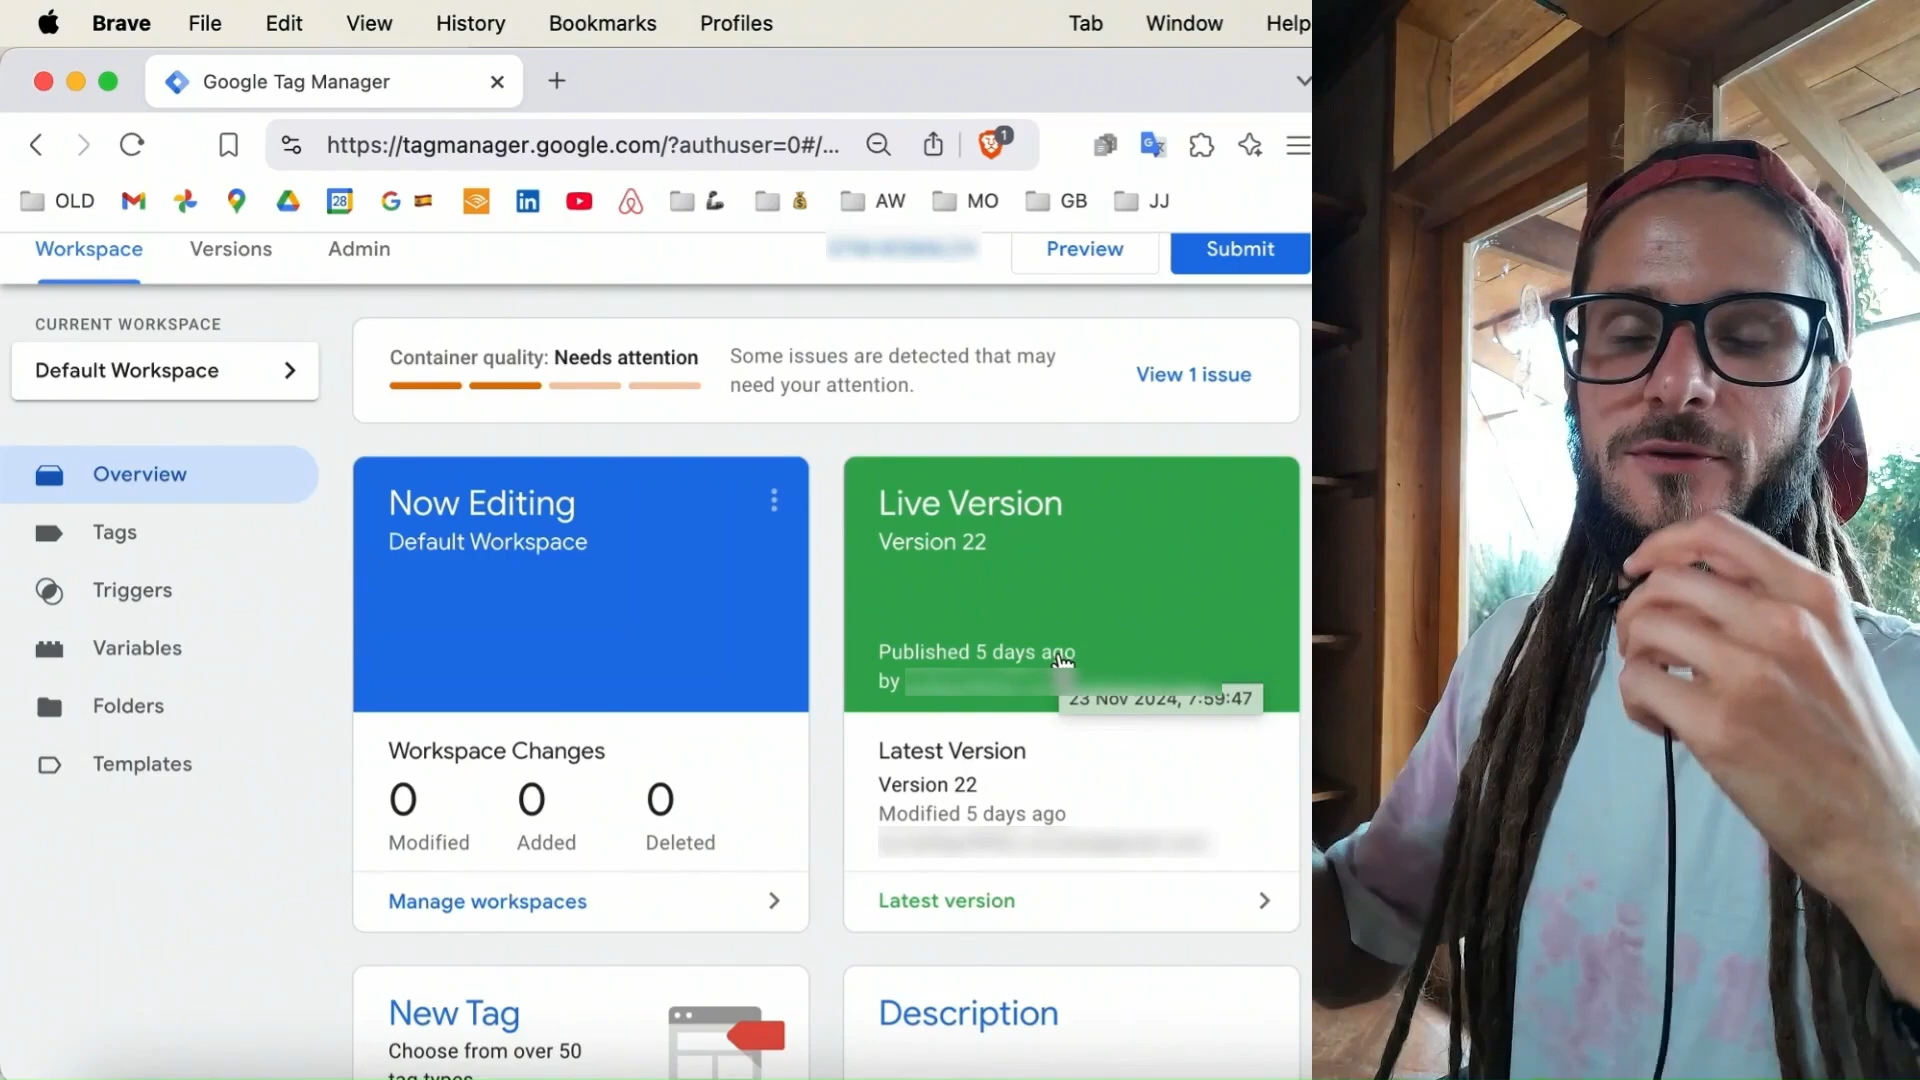 Brave File Edit View History Bookmarks Profiles Tab Window Help
Google Tag Manager
https://tagmanager.google.com/?authuser=0#/...
1
OLD 28 G AW MO GB JJ
Workspace Versions Admin
Preview
Submit
CURRENT WORKSPACE
Default Workspace
Overview
Tags
Triggers
Variables
Folders
Templates
Container quality: Needs attention
Some issues are detected that may
need your attention.
View 1 issue
Now Editing
Default Workspace
Workspace Changes
0 0 0
Modified Added Deleted
Manage workspaces
Live Version
Version 22
Published 5 days ago
by
23 Nov 2024, 7:59:47
Latest Version
Version 22
Modified 5 days ago
Latest version
New Tag
Choose from over 50
tag types
Description